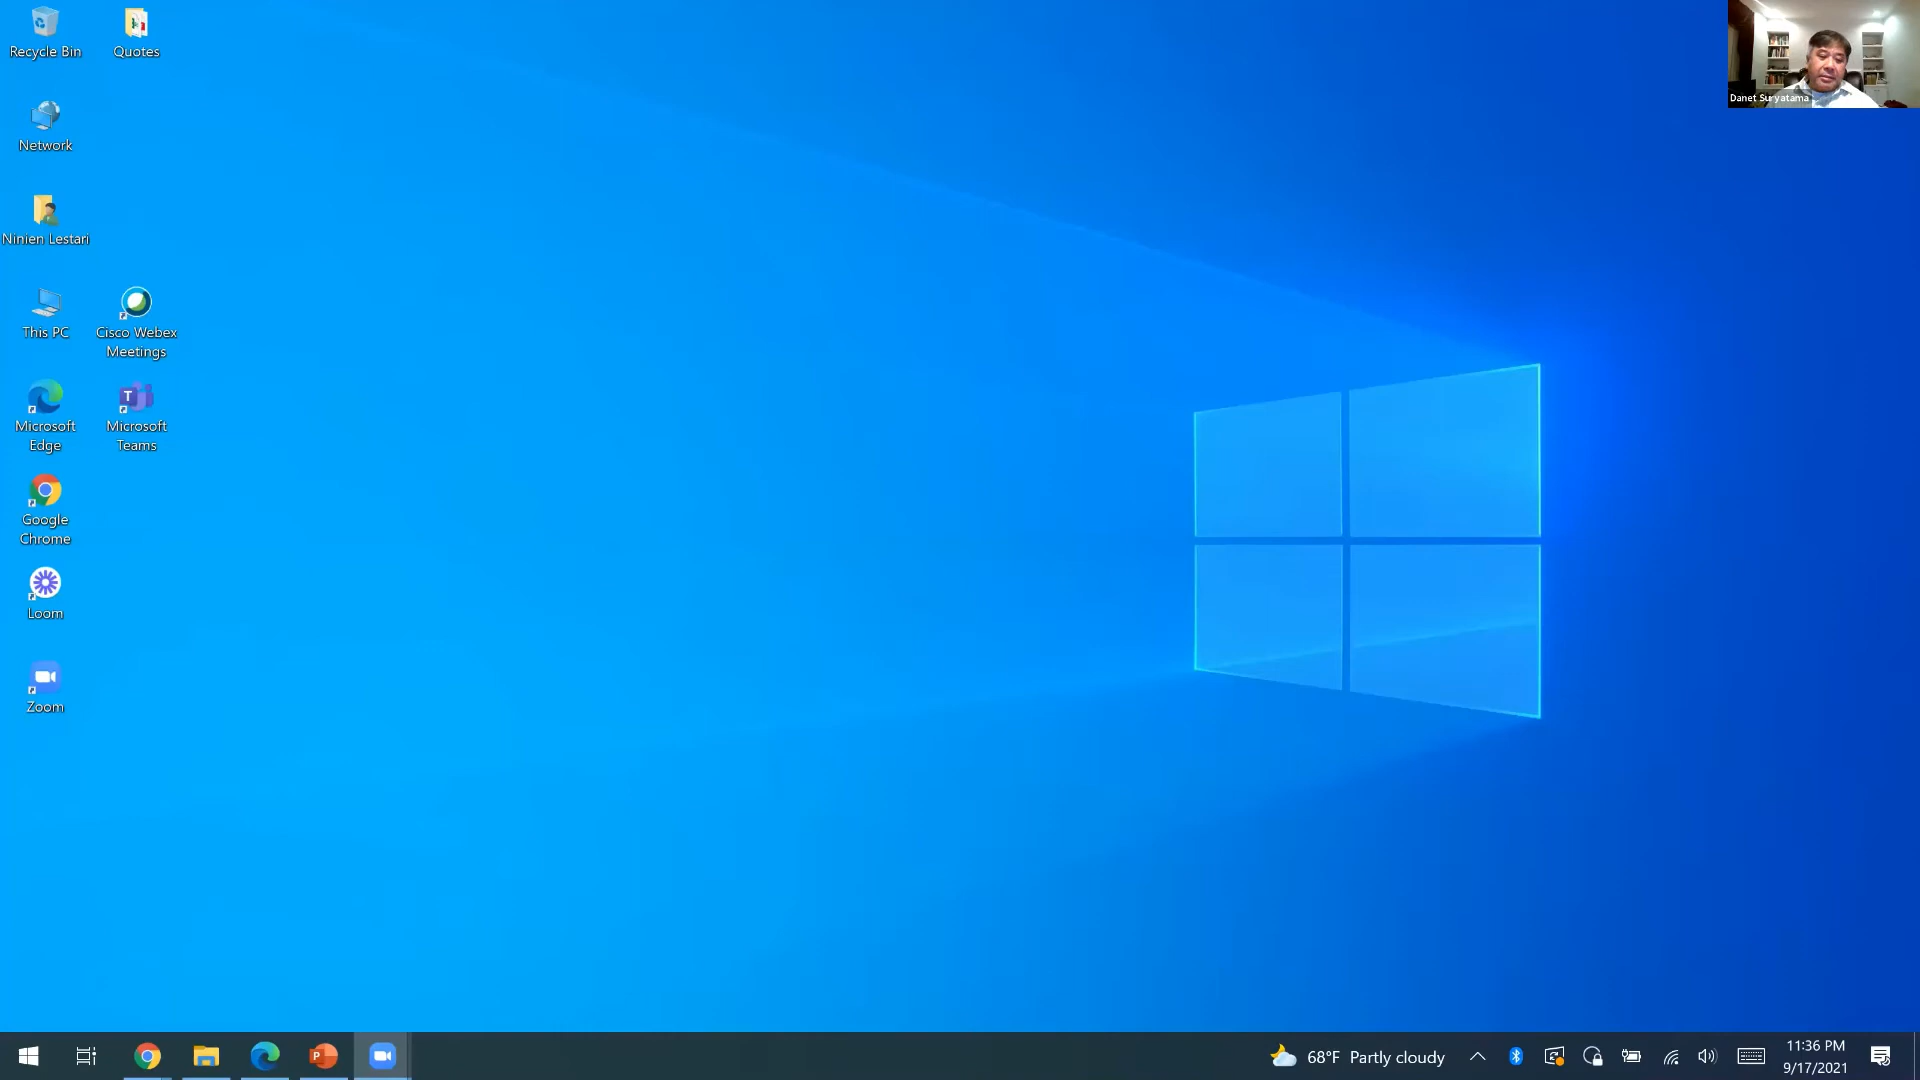 Recycle Bin
Quotes
Danet Suryatama
Network
Ninien Lestari
This PC
Cisco Webex
Meetings
Microsoft
Edge
Microsoft
Teams
Google
Chrome
Loom
Zoom
68°F Partly cloudy
11:36 PM
9/17/2021